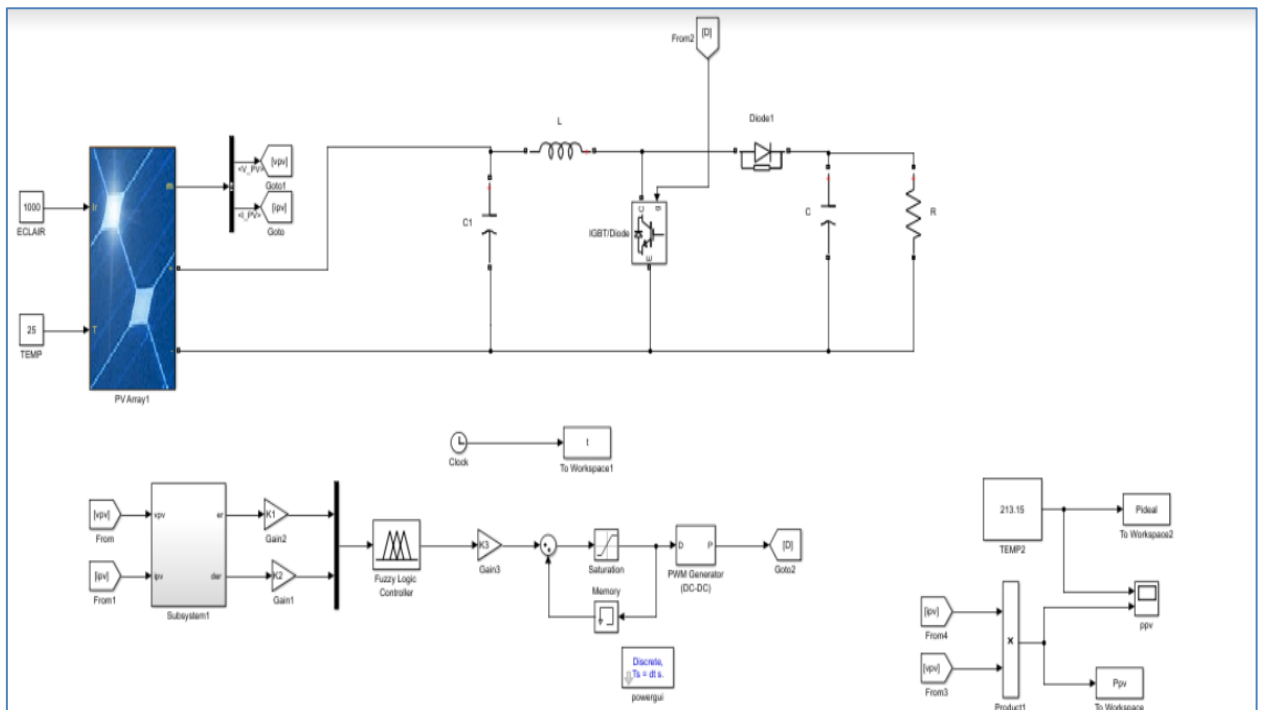 From2
[D]
L
Diode1
<V_PV>
[vpv]
Goto1
m
1000
Ir
ECLAIR
<I_PV>
[ipv]
Goto
C1
IGBT/Diode
C
g
E
C
R
+
25
T
TEMP
-
PV Array1
Clock
t
To Workspace1
[vpv]
From
vpv
er
K1
Gain2
[ipv]
From1
ipv
der
K2
Gain1
Subsystem1
Fuzzy Logic
Controller
K3
Gain3
Saturation
Memory
D
P
PWM Generator
(DC-DC)
[D]
Goto2
Discrete,
Ts = dt s.
powergui
213.15
TEMP2
Pideal
To Workspace2
ppv
[ipv]
From4
[vpv]
From3
x
Product1
Ppv
To Workspace